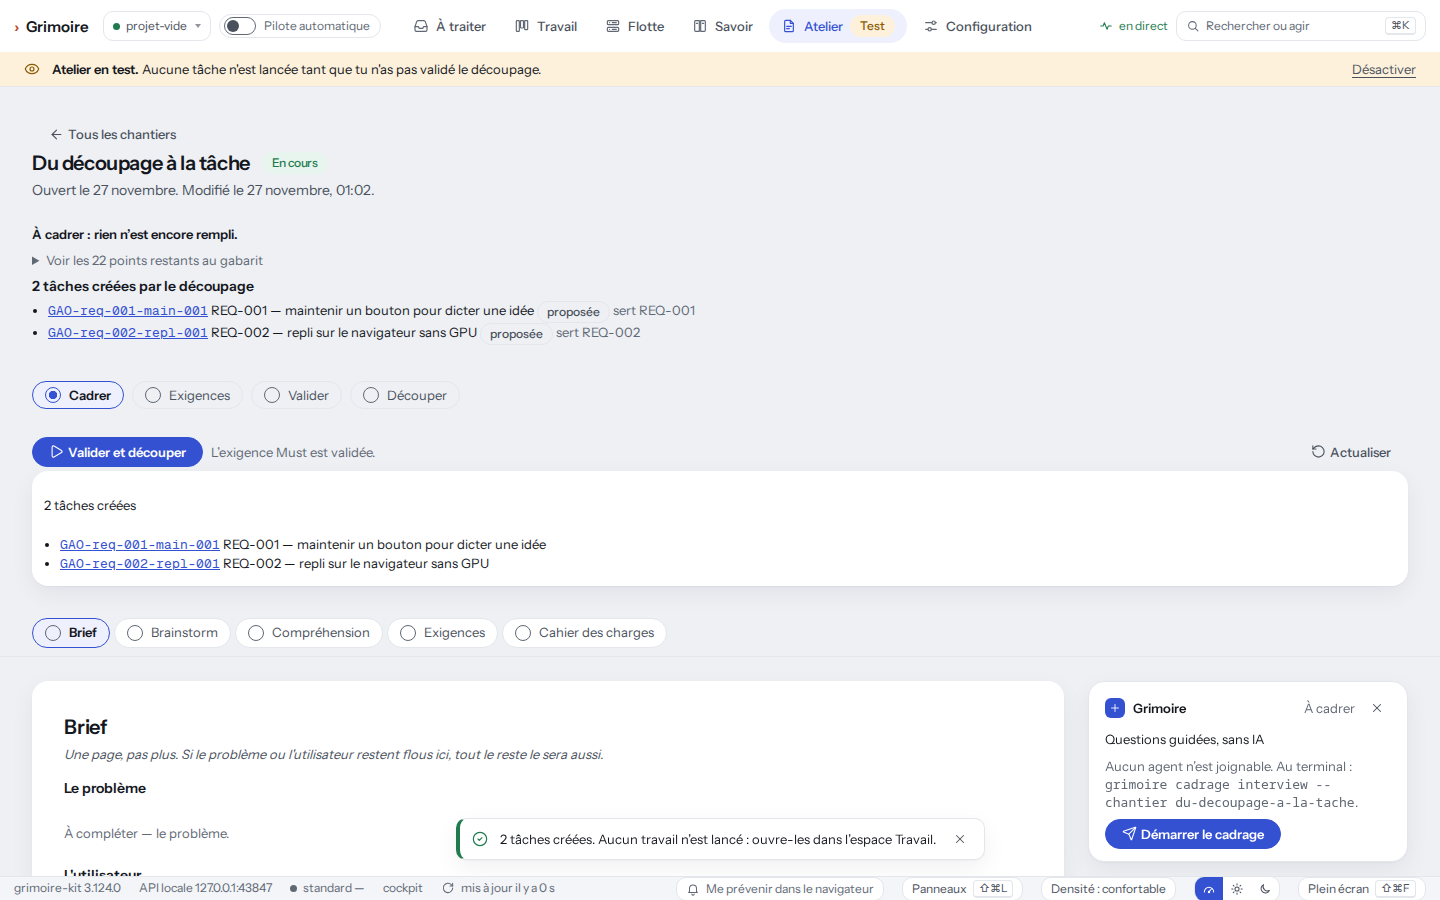 › Grimoire projet-vide Pilote automatique À traiter Travail Flotte Savoir Atelier Test Configuration en direct Rechercher ou agir ⌘K
Atelier en test. Aucune tâche n'est lancée tant que tu n'as pas validé le découpage. Désactiver
← Tous les chantiers
Du découpage à la tâche En cours
Ouvert le 27 novembre. Modifié le 27 novembre, 01:02.
À cadrer : rien n'est encore rempli.
▶ Voir les 22 points restants au gabarit
2 tâches créées par le découpage
• GAO-req-001-main-001 REQ-001 — maintenir un bouton pour dicter une idée proposée sert REQ-001
• GAO-req-002-repl-001 REQ-002 — repli sur le navigateur sans GPU proposée sert REQ-002
Cadrer Exigences Valider Découper
Valider et découper L'exigence Must est validée. Actualiser
2 tâches créées
• GAO-req-001-main-001 REQ-001 — maintenir un bouton pour dicter une idée
• GAO-req-002-repl-001 REQ-002 — repli sur le navigateur sans GPU
Brief Brainstorm Compréhension Exigences Cahier des charges
Brief
Une page, pas plus. Si le problème ou l'utilisateur restent flous ici, tout le reste le sera aussi.
Le problème
À compléter — le problème.
L'utilisateur
Grimoire À cadrer
Questions guidées, sans IA
Aucun agent n'est joignable. Au terminal :
grimoire cadrage interview --
chantier du-decoupage-a-la-tache.
Démarrer le cadrage
2 tâches créées. Aucun travail n'est lancé : ouvre-les dans l'espace Travail.
grimoire-kit 3.124.0 API locale 127.0.0.1:43847 standard — cockpit mis à jour il y a 0 s Me prévenir dans le navigateur Panneaux ⇧⌘L Densité : confortable Plein écran ⇧⌘F